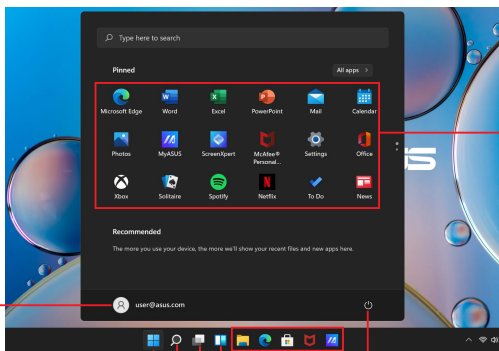 Type here to search
Pinned
All apps >
Microsoft Edge Word Excel PowerPoint Mail Calendar
Photos MyASUS ScreenXpert McAfee® Personal... Settings Office
Xbox Solitaire Spotify Netflix To Do News
Recommended
The more you use your device, the more we'll show your recent files and new apps here.
user@asus.com